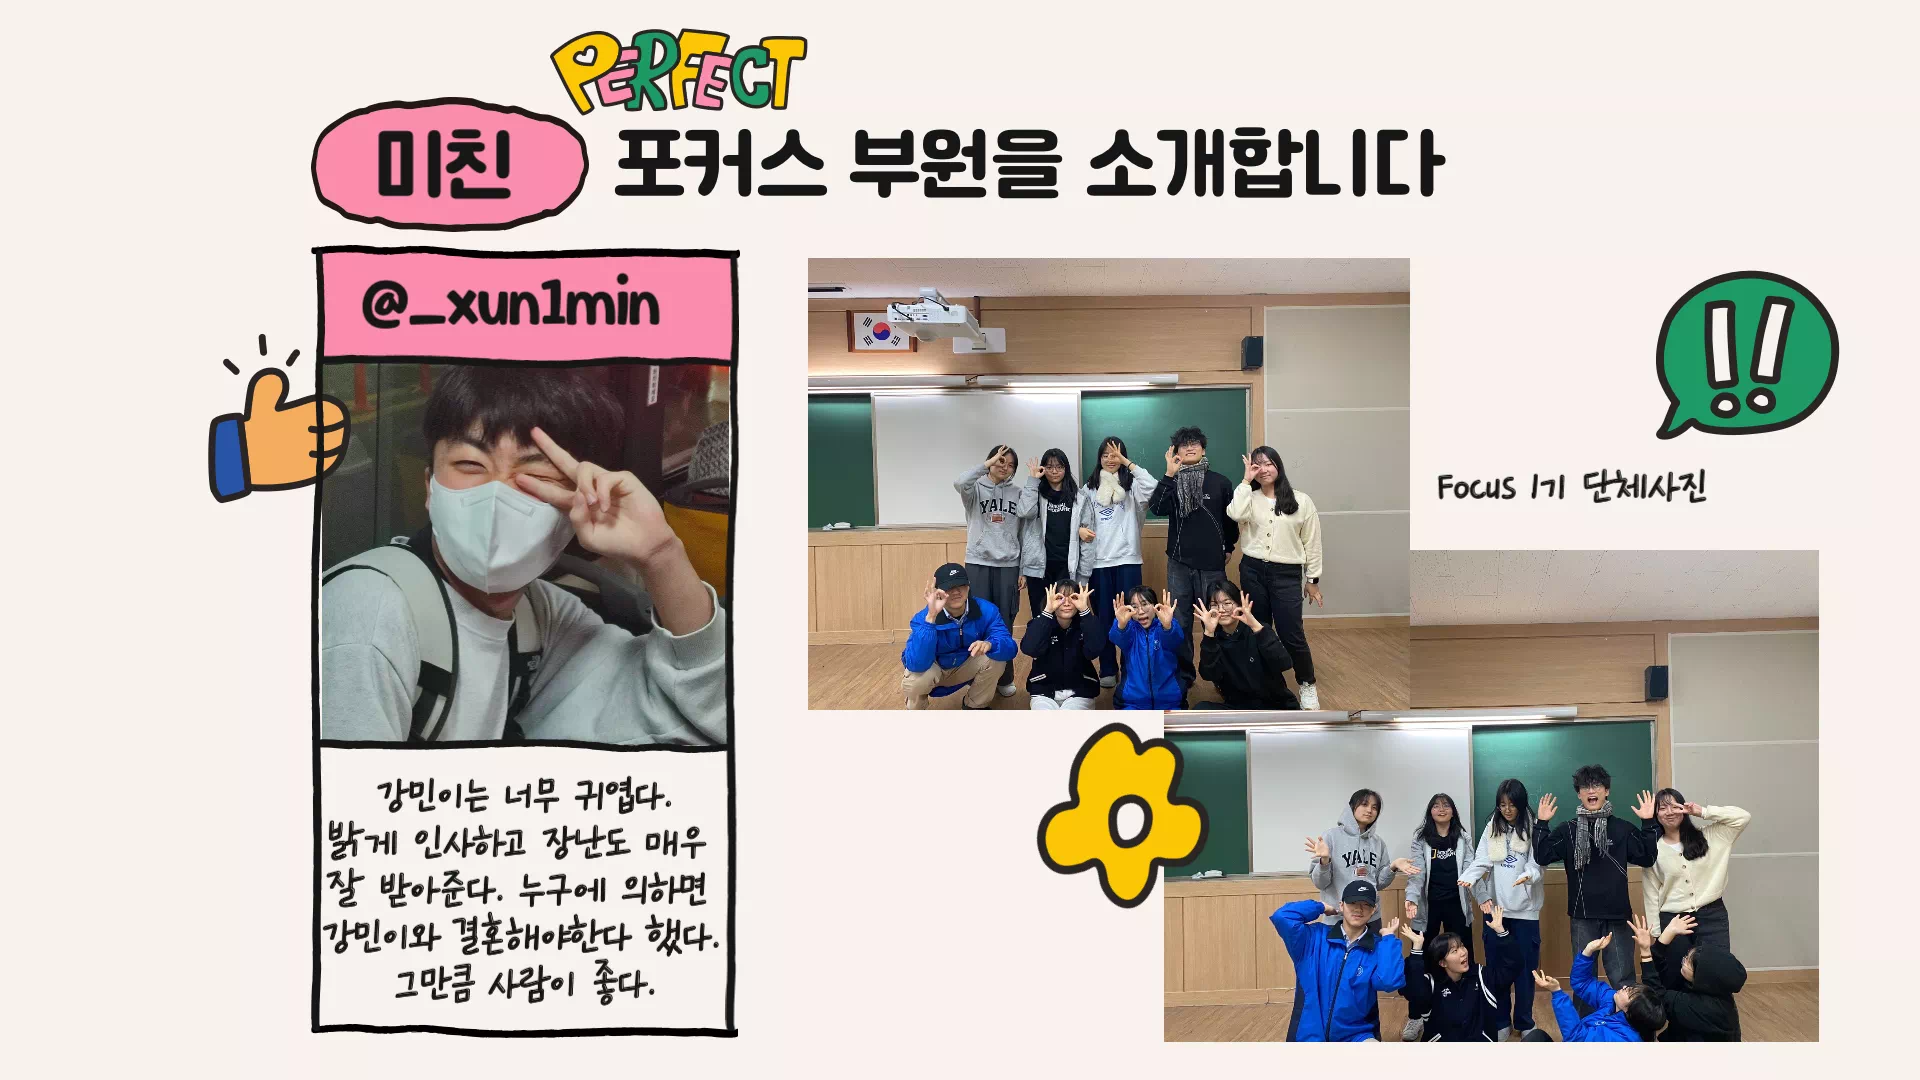 PERFECT
미친 포커스 부원을 소개합니다
@_xun1min
강민이는 너무 귀엽다.
밝게 인사하고 장난도 매우
잘 받아준다. 누구에 의하면
강민이와 결혼해야한다 했다.
그만큼 사람이 좋다.
Focus 1기 단체사진
YALE
YALE